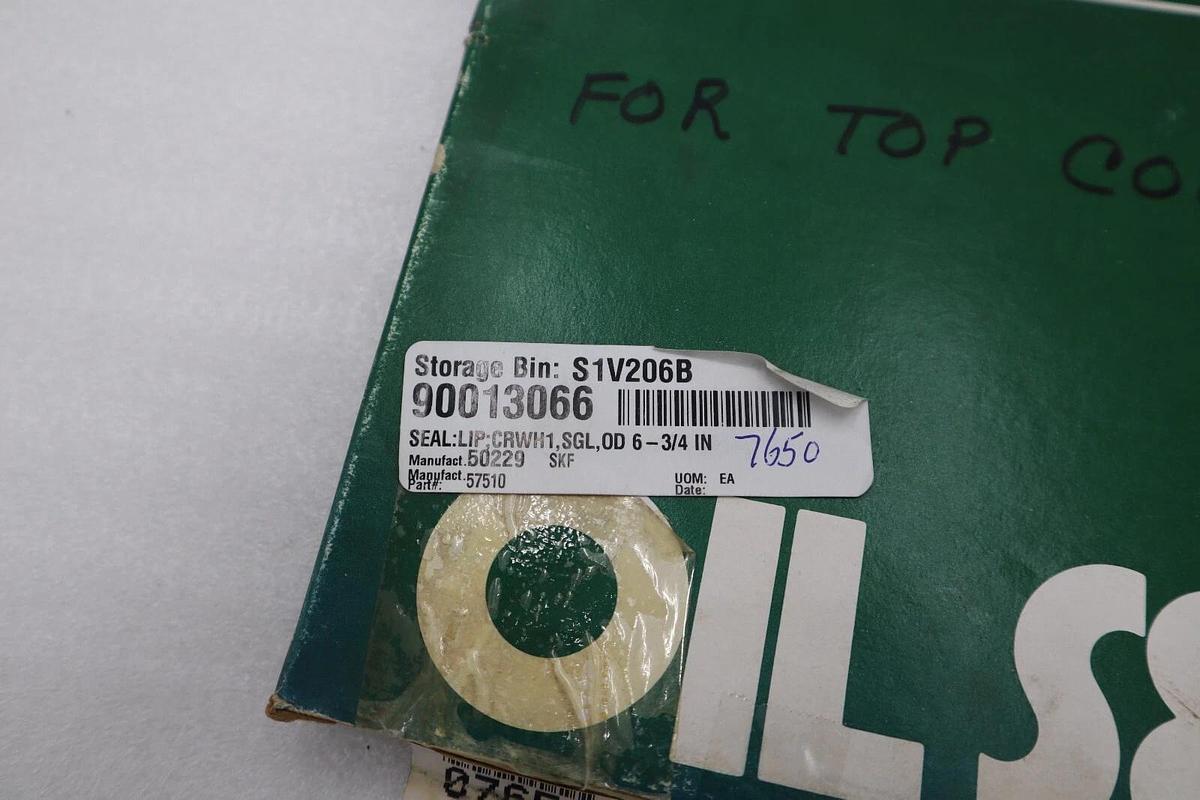 FOR TOP CO
Storage Bin: S1V206B
90013066
SEAL:LIP;CRWH1,SGL,OD 6-3/4 IN
7650
Manufact. 50229 SKF
Manufact. Part#: 57510
UOM: EA
Date:
OILS